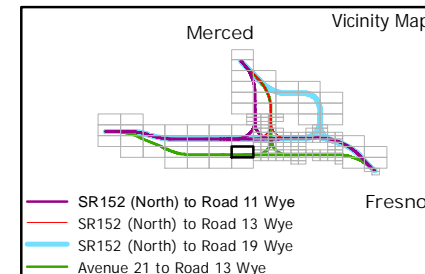 Vicinity Map
Merced
Fresno
SR152 (North) to Road 11 Wye
SR152 (North) to Road 13 Wye
SR152 (North) to Road 19 Wye
Avenue 21 to Road 13 Wye